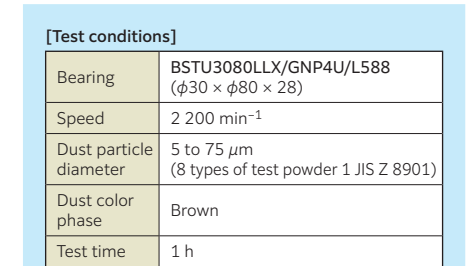 [Test conditions]
Bearing
BSTU3080LLX/GNP4U/L588
(ϕ30 × ϕ80 × 28)
Speed
2 200 min⁻¹
Dust particle
diameter
5 to 75 μm
(8 types of test powder 1 JIS Z 8901)
Dust color
phase
Brown
Test time
1 h